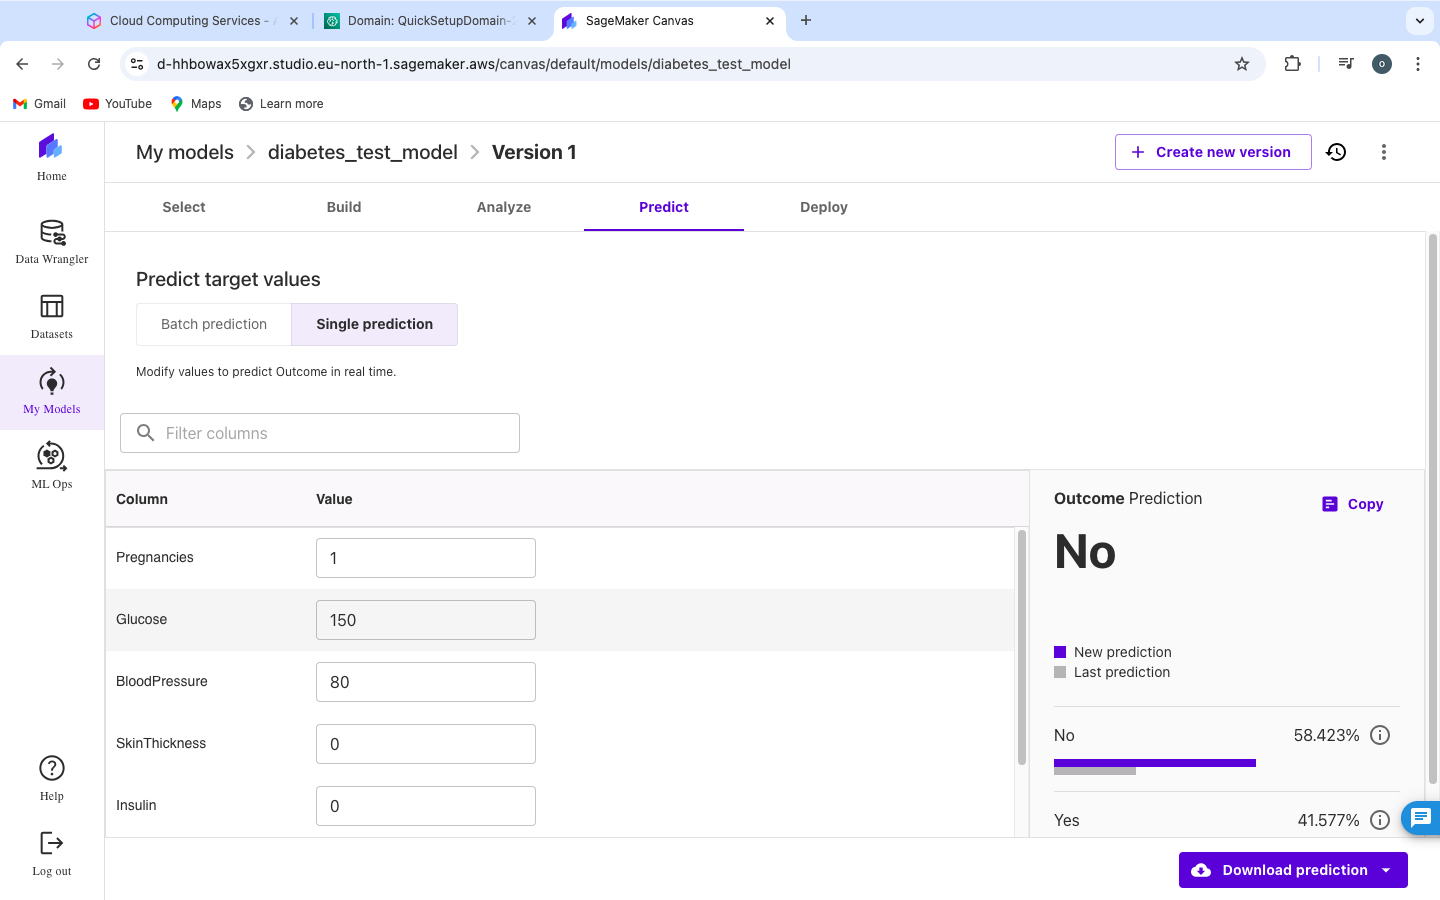 Cloud Computing Services - A
Domain: QuickSetupDomain-2
SageMaker Canvas
d-hhbowax5xgxr.studio.eu-north-1.sagemaker.aws/canvas/default/models/diabetes_test_model
O
Gmail
YouTube
Maps
Learn more
Home
Data Wrangler
Datasets
My Models
ML Ops
Help
Log out
My models > diabetes_test_model > Version 1
+ Create new version
Select
Build
Analyze
Predict
Deploy
Predict target values
Batch prediction
Single prediction
Modify values to predict Outcome in real time.
Filter columns
Column Value
Pregnancies 1
Glucose 150
BloodPressure 80
SkinThickness 0
Insulin 0
Outcome Prediction
Copy
No
New prediction
Last prediction
No 58.423%
Yes 41.577%
Download prediction